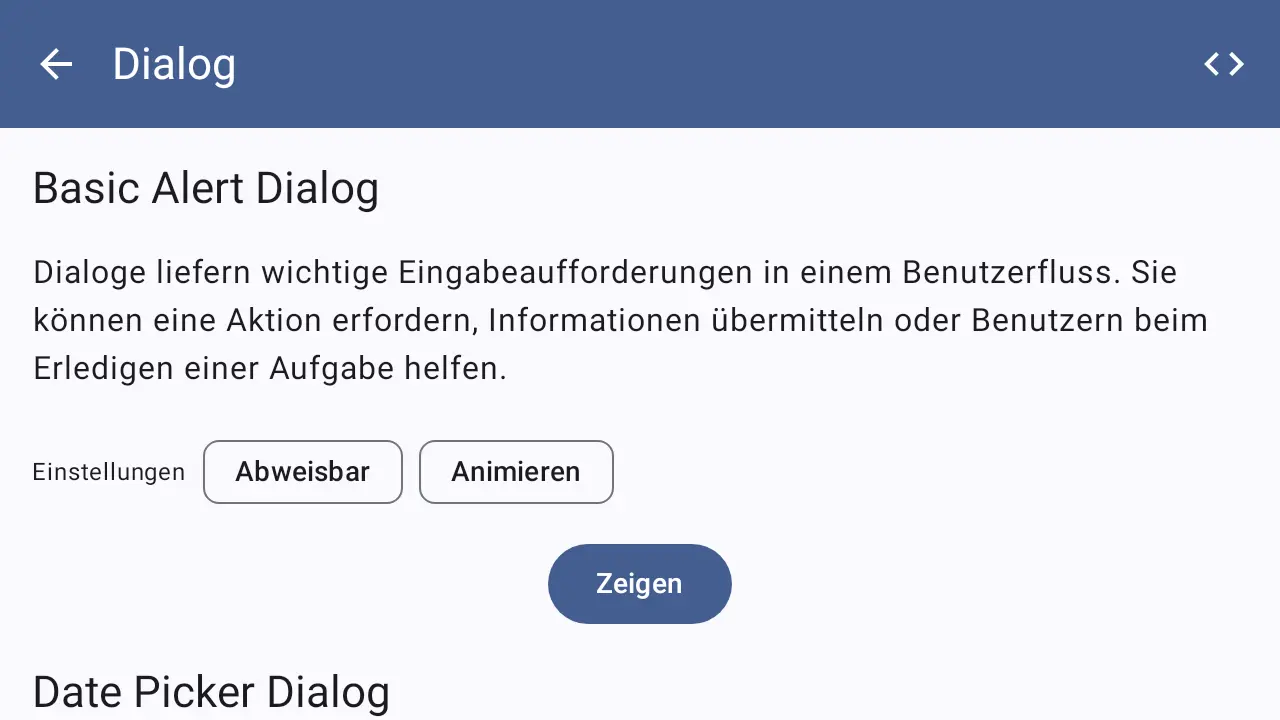 Dialog
Basic Alert Dialog
Dialoge liefern wichtige Eingabeaufforderungen in einem Benutzerfluss. Sie
können eine Aktion erfordern, Informationen übermitteln oder Benutzern beim
Erledigen einer Aufgabe helfen.
Einstellungen Abweisbar Animieren
Zeigen
Date Picker Dialog